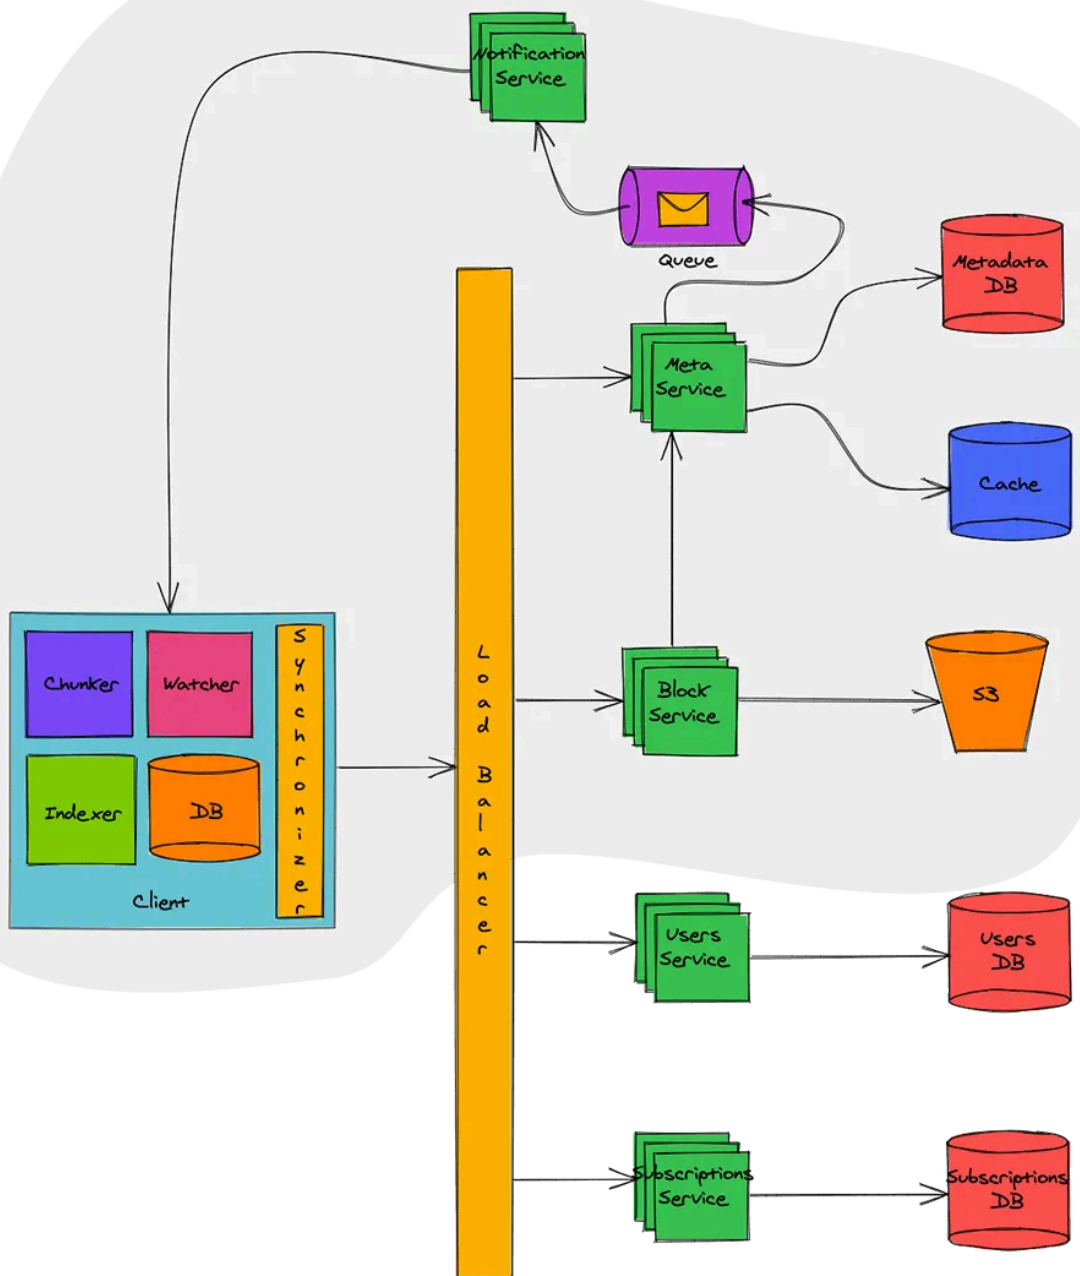 Notification
Service
Queue
Metadata
DB
Meta
Service
Cache
Chunker
Watcher
Synchronizer
Indexer
DB
Client
Load Balancer
Block
Service
S3
Users
Service
Users
DB
Subscriptions
Service
Subscriptions
DB